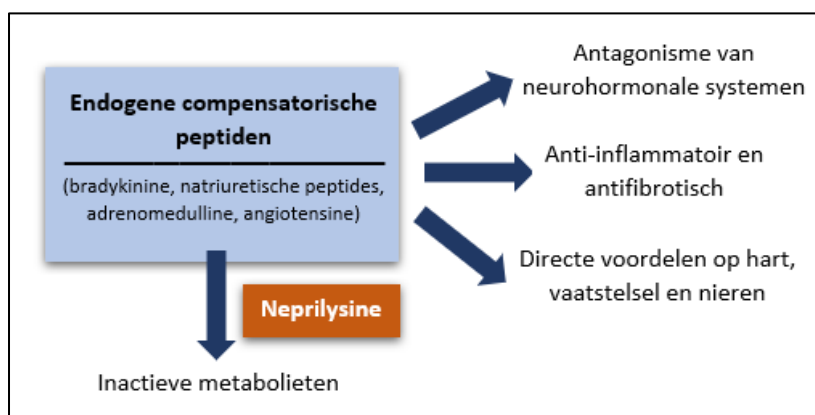 Endogene compensatorische
peptiden
(bradykinine, natriuretische peptides,
adrenomedulline, angiotensine)
Antagonisme van
neurohormonale systemen
Anti-inflammatoir en
antifibrotisch
Directe voordelen op hart,
vaatstelsel en nieren
Neprilysine
Inactieve metabolieten